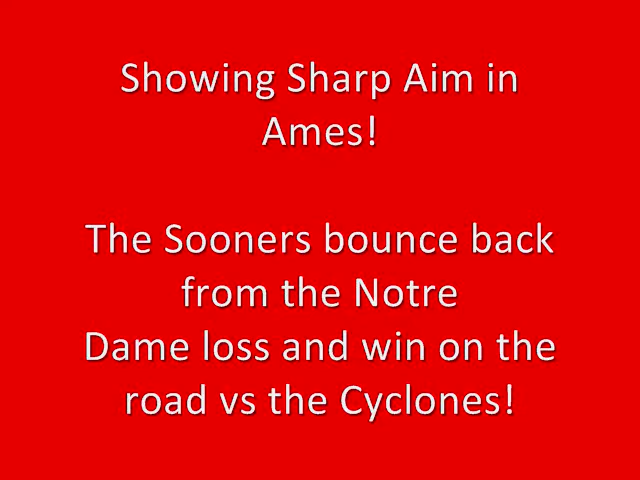 Showing Sharp Aim in
Ames!
The Sooners bounce back
from the Notre
Dame loss and win on the
road vs the Cyclones!